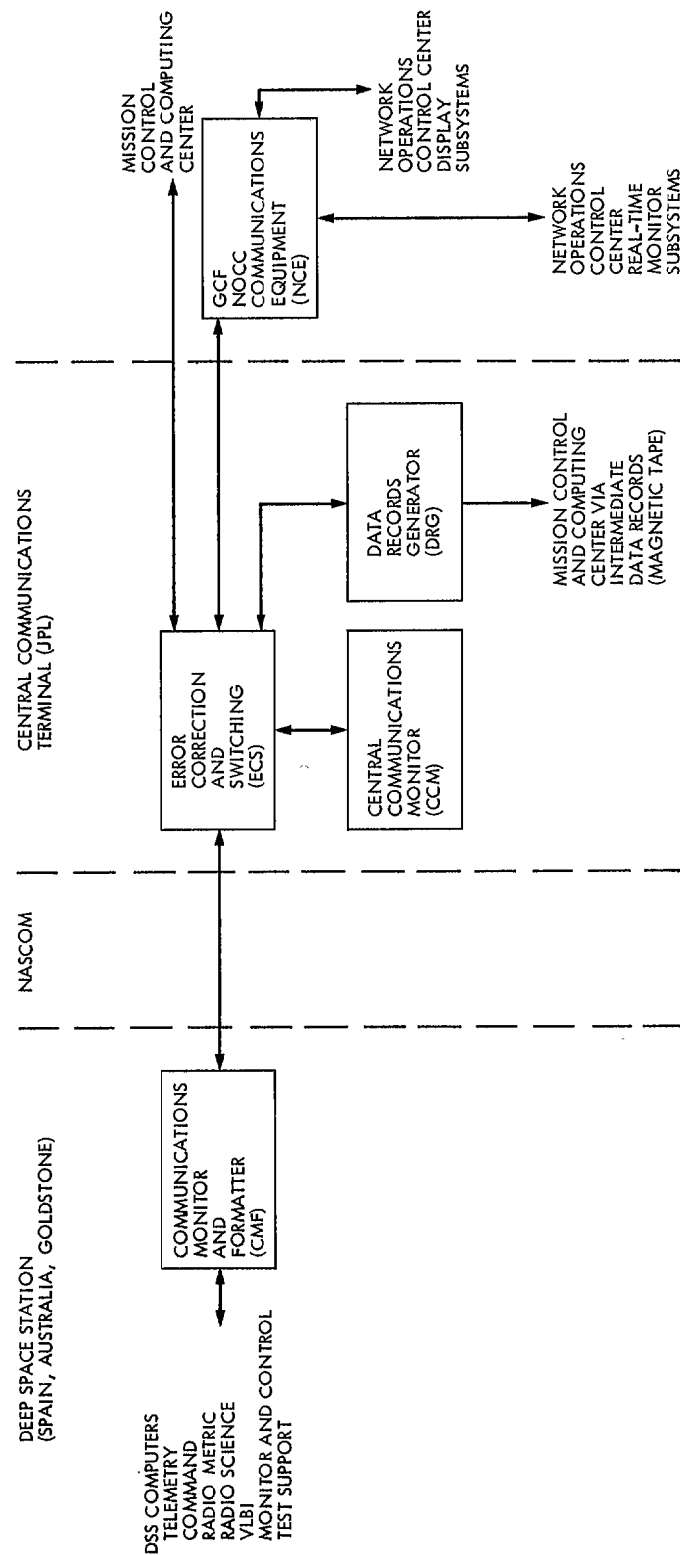 DEEP SPACE STATION
(SPAIN, AUSTRALIA, GOLDSTONE)
NASCOM
CENTRAL COMMUNICATIONS
TERMINAL (JPL)
DSS COMPUTERS
TELEMETRY
COMMAND
RADIO METRIC
RADIO SCIENCE
VLBI
MONITOR AND CONTROL
TEST SUPPORT
COMMUNICATIONS
MONITOR
AND
FORMATTER
(CMF)
ERROR
CORRECTION
AND
SWITCHING
(ECS)
CENTRAL
COMMUNICATIONS
MONITOR
(CCM)
DATA
RECORDS
GENERATOR
(DRG)
MISSION CONTROL
AND COMPUTING
CENTER VIA
INTERMEDIATE
DATA RECORDS
(MAGNETIC TAPE)
MISSION
CONTROL
AND COMPUTING
CENTER
GCF
NOCC
COMMUNICATIONS
EQUIPMENT
(NCE)
NETWORK
OPERATIONS
CONTROL CENTER
DISPLAY
SUBSYSTEMS
NETWORK
OPERATIONS
CONTROL
CENTER
REAL-TIME
MONITOR
SUBSYSTEMS